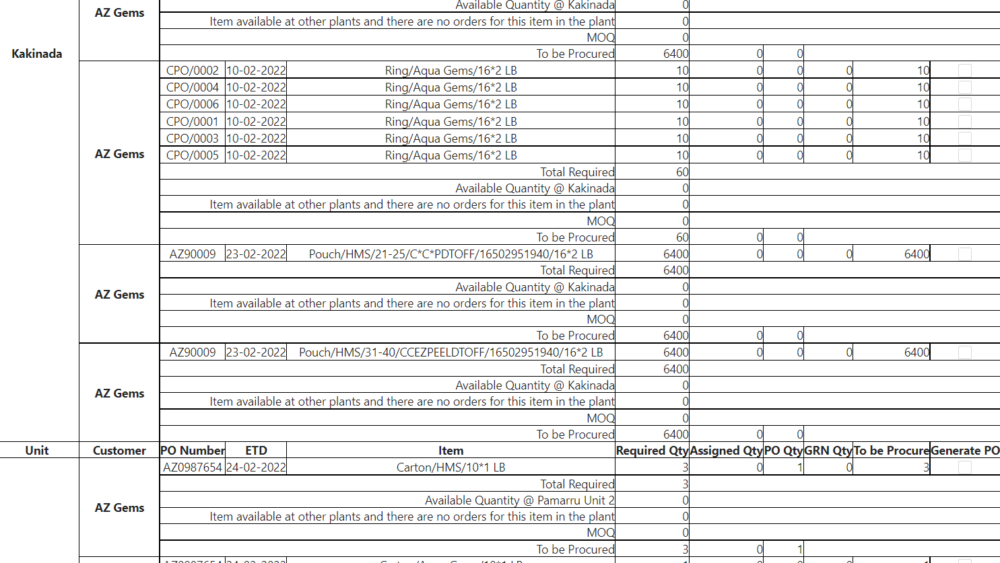 Available Quantity @ Kakinada 0
AZ Gems
Item available at other plants and there are no orders for this item in the plant 0
MOQ 0
Kakinada To be Procured 6400 0 0
CPO/0002 10-02-2022 Ring/Aqua Gems/16*2 LB 10 0 0 0 10
CPO/0004 10-02-2022 Ring/Aqua Gems/16*2 LB 10 0 0 0 10
CPO/0006 10-02-2022 Ring/Aqua Gems/16*2 LB 10 0 0 0 10
CPO/0001 10-02-2022 Ring/Aqua Gems/16*2 LB 10 0 0 0 10
CPO/0003 10-02-2022 Ring/Aqua Gems/16*2 LB 10 0 0 0 10
AZ Gems CPO/0005 10-02-2022 Ring/Aqua Gems/16*2 LB 10 0 0 0 10
Total Required 60
Available Quantity @ Kakinada 0
Item available at other plants and there are no orders for this item in the plant 0
MOQ 0
To be Procured 60 0 0
AZ90009 23-02-2022 Pouch/HMS/21-25/C*C*PDTOFF/16502951940/16*2 LB 6400 0 0 0 6400
Total Required 6400
Available Quantity @ Kakinada 0
AZ Gems
Item available at other plants and there are no orders for this item in the plant 0
MOQ 0
To be Procured 6400 0 0
AZ90009 23-02-2022 Pouch/HMS/31-40/CCEZPEELDTOFF/16502951940/16*2 LB 6400 0 0 0 6400
Total Required 6400
Available Quantity @ Kakinada 0
AZ Gems
Item available at other plants and there are no orders for this item in the plant 0
MOQ 0
To be Procured 6400 0 0
Unit Customer PO Number ETD Item Required Qty Assigned Qty PO Qty GRN Qty To be Procure Generate PO
AZ0987654 24-02-2022 Carton/HMS/10*1 LB 3 0 1 0 3
Total Required 3
Available Quantity @ Pamarru Unit 2 0
AZ Gems
Item available at other plants and there are no orders for this item in the plant 0
MOQ 0
To be Procured 3 0 1